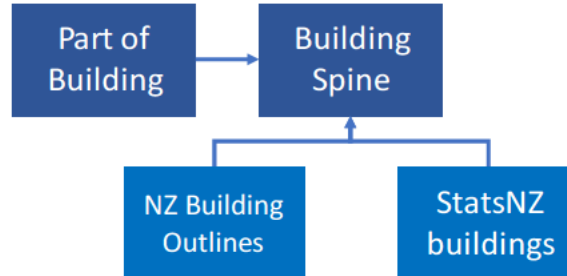 Part of
Building
Building
Spine
NZ Building
Outlines
StatsNZ
buildings